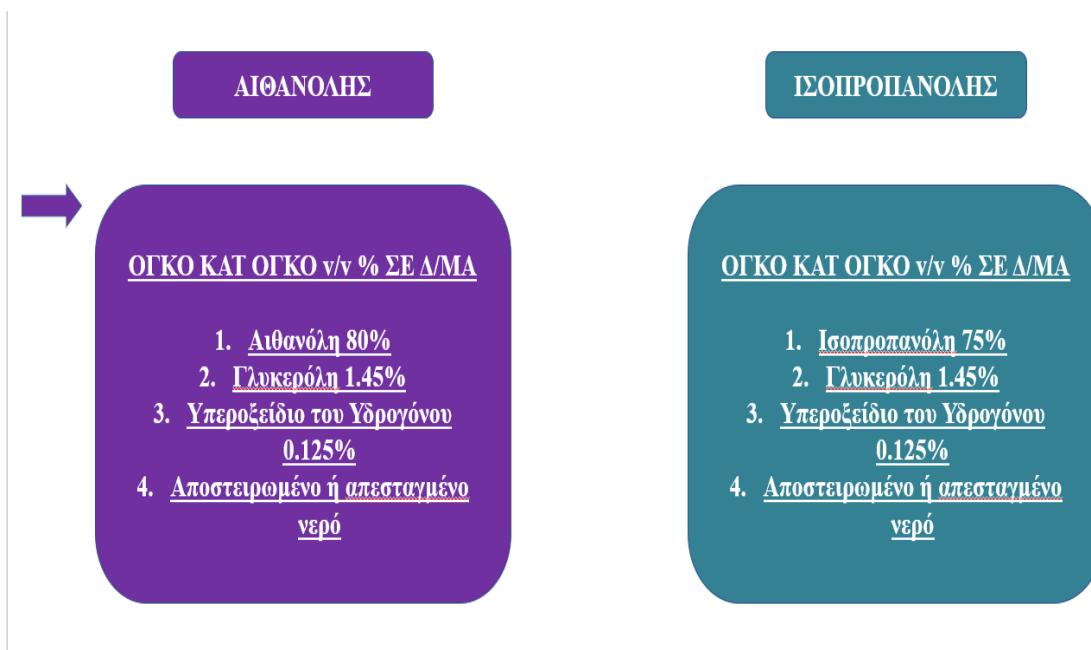 ΑΙΘΑΝΟΛΗΣ
ΟΓΚΟ ΚΑΤ ΟΓΚΟ v/v % ΣΕ Δ/ΜΑ
1. Αιθανόλη 80%
2. Γλυκερόλη 1.45%
3. Υπεροξείδιο του Υδρογόνου
0.125%
4. Αποστειρωμένο ή απεσταγμένο
νερό
ΙΣΟΠΡΟΠΑΝΟΛΗΣ
ΟΓΚΟ ΚΑΤ ΟΓΚΟ v/v % ΣΕ Δ/ΜΑ
1. Ισοπροπανόλη 75%
2. Γλυκερόλη 1.45%
3. Υπεροξείδιο του Υδρογόνου
0.125%
4. Αποστειρωμένο ή απεσταγμένο
νερό